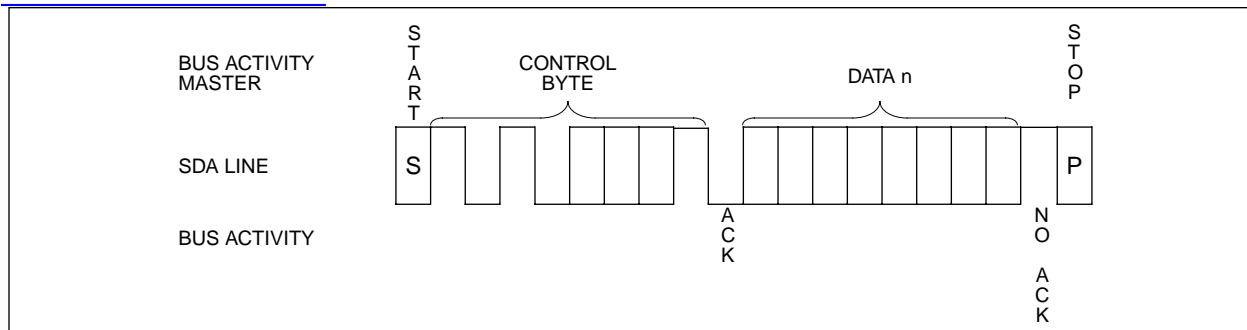 START
BUS ACTIVITY
MASTER
CONTROL
BYTE
DATA n
STOP
SDA LINE
S
P
BUS ACTIVITY
ACK
NO ACK